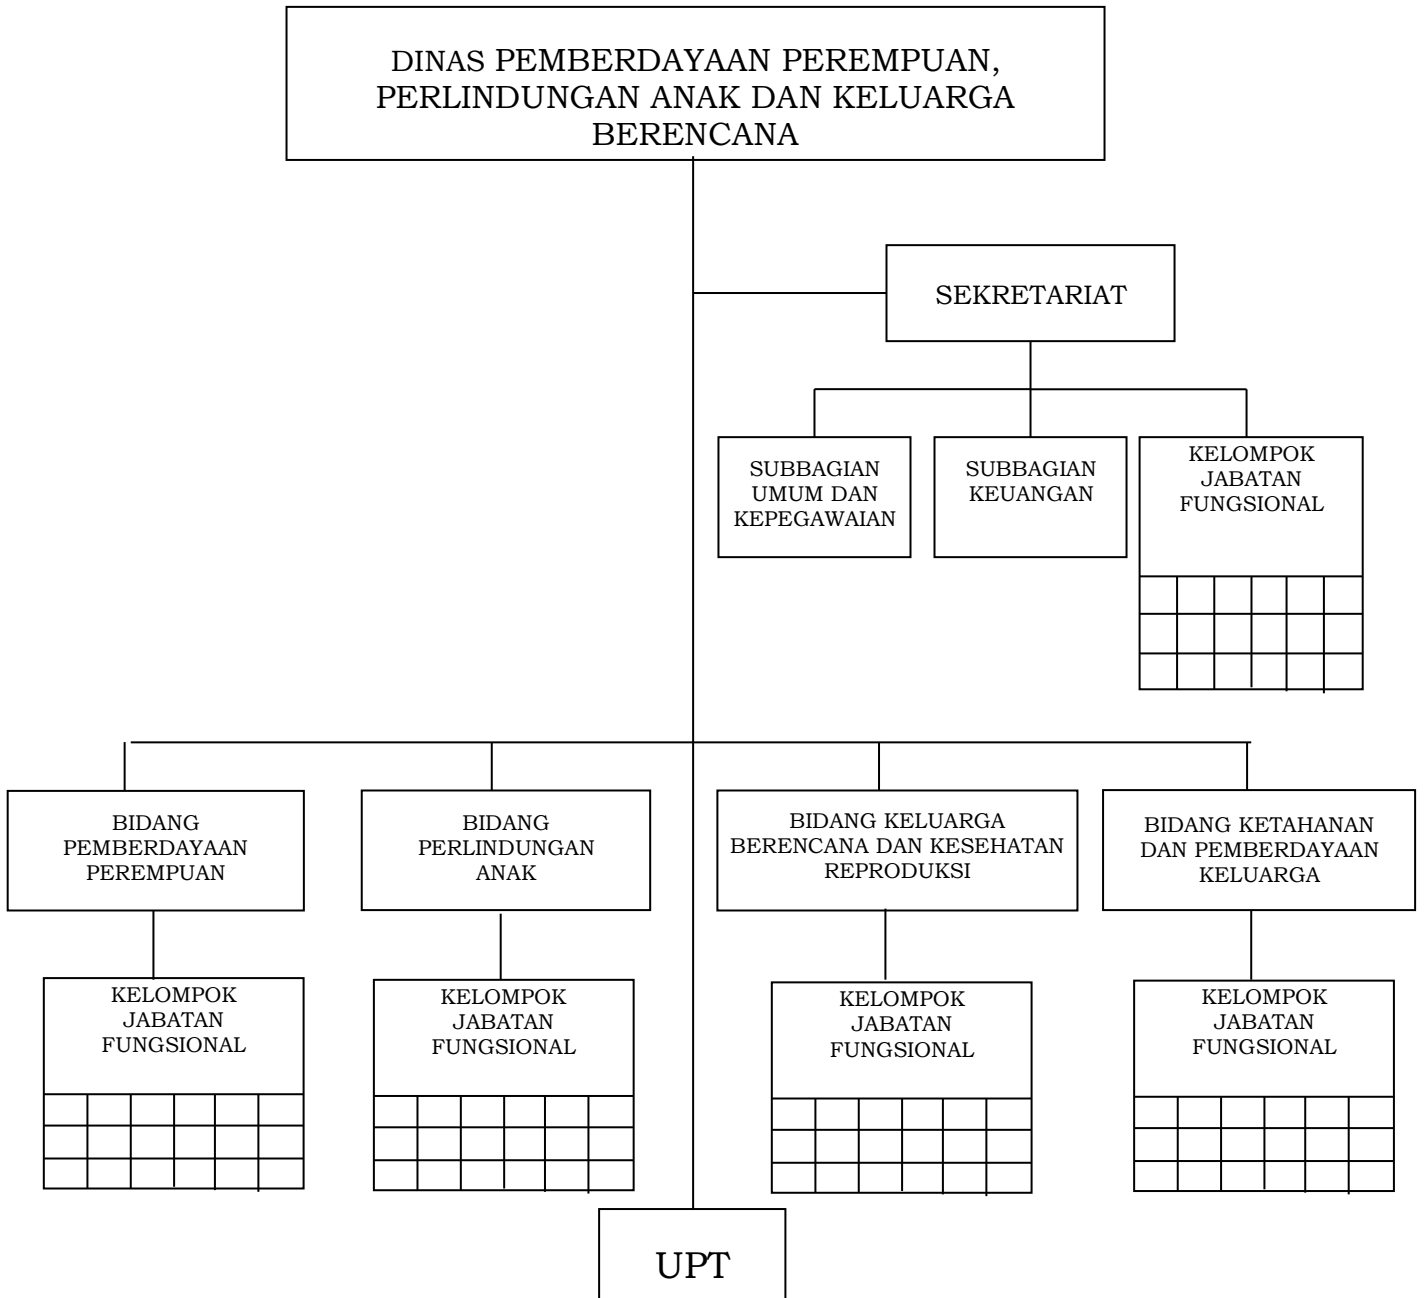 DINAS PEMBERDAYAAN PEREMPUAN,
PERLINDUNGAN ANAK DAN KELUARGA
BERENCANA
SEKRETARIAT
SUBBAGIAN
UMUM DAN
KEPEGAWAIAN
SUBBAGIAN
KEUANGAN
KELOMPOK
JABATAN
FUNGSIONAL
BIDANG
PEMBERDAYAAN
PEREMPUAN
BIDANG
PERLINDUNGAN
ANAK
BIDANG KELUARGA
BERENCANA DAN KESEHATAN
REPRODUKSI
BIDANG KETAHANAN
DAN PEMBERDAYAAN
KELUARGA
KELOMPOK
JABATAN
FUNGSIONAL
KELOMPOK
JABATAN
FUNGSIONAL
KELOMPOK
JABATAN
FUNGSIONAL
KELOMPOK
JABATAN
FUNGSIONAL
UPT